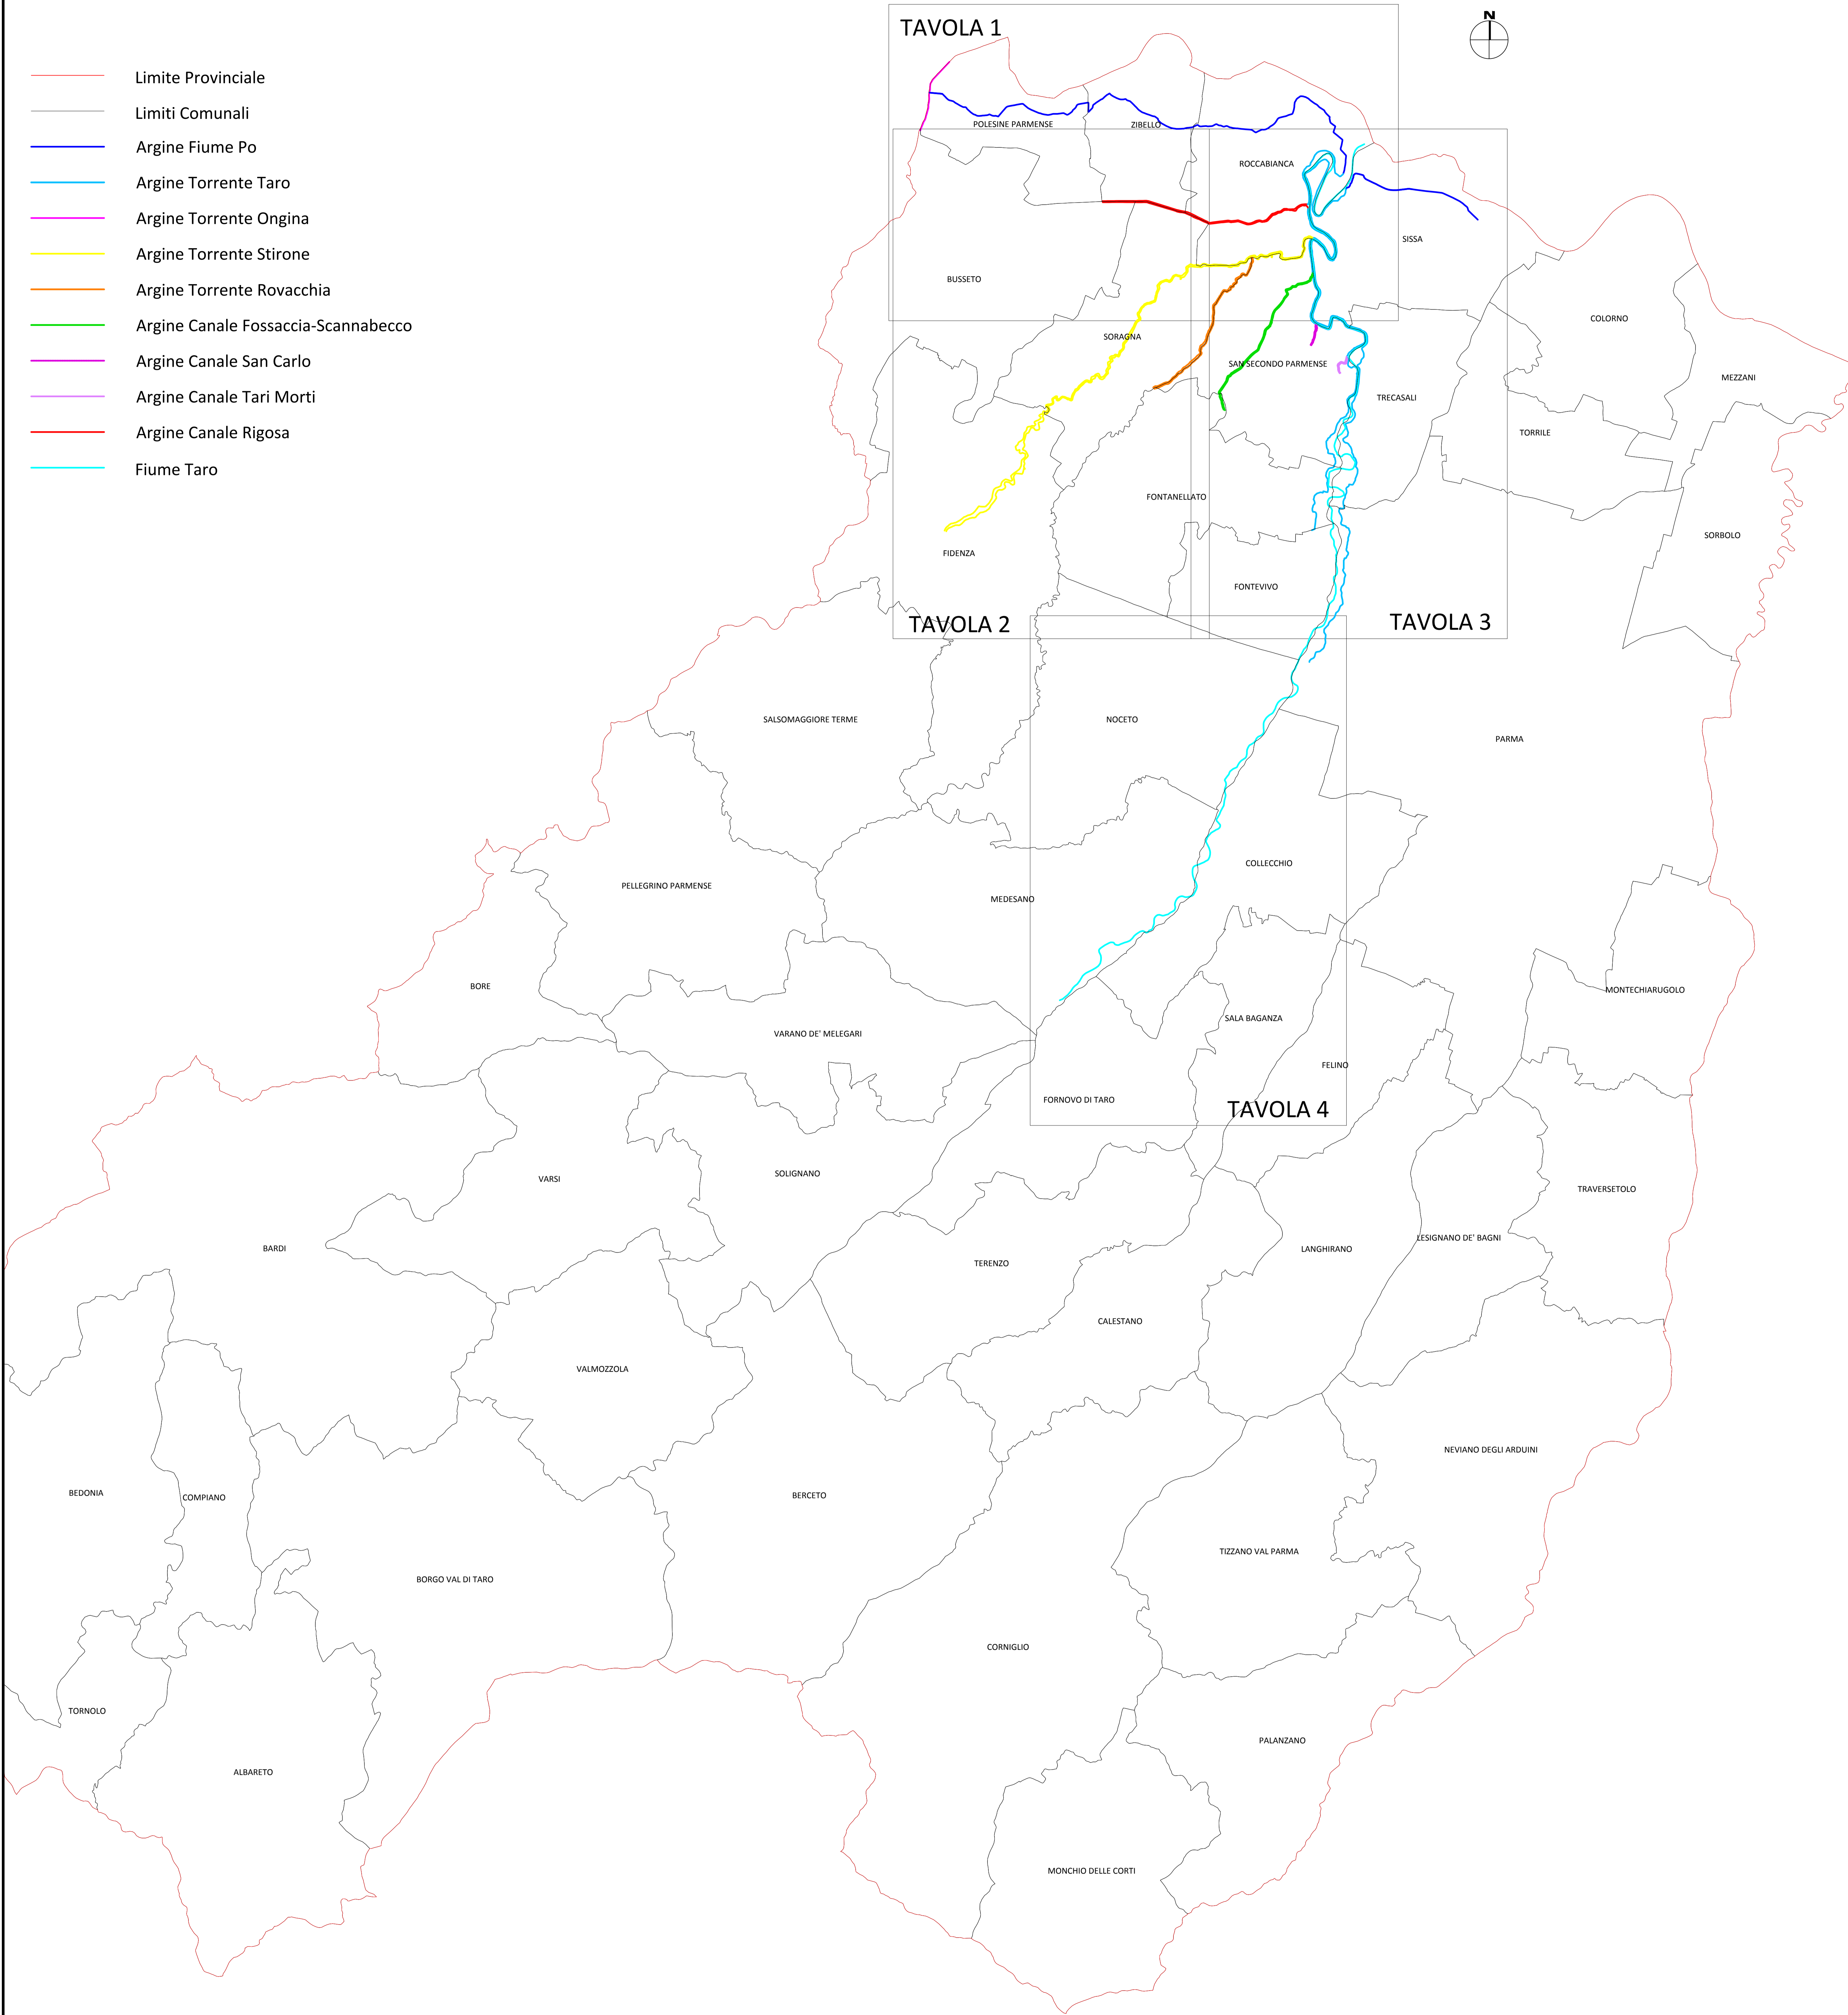 TAVOLA 1
N
Limite Provinciale
Limiti Comunali
Argine Fiume Po
Argine Torrente Taro
Argine Torrente Ongina
Argine Torrente Stirone
Argine Torrente Rovacchia
Argine Canale Fossaccia-Scannabecco
Argine Canale San Carlo
Argine Canale Tari Morti
Argine Canale Rigosa
Fiume Taro
POLESINE PARMENSE
ZIBELLO
ROCCABIANCA
SISSA
BUSSETO
COLORNO
SORAGNA
SAN SECONDO PARMENSE
MEZZANI
TRECASALI
TORRILE
FONTANELLATO
SORBOLO
FIDENZA
FONTEVIVO
TAVOLA 2
TAVOLA 3
SALSOMAGGIORE TERME
NOCETO
PARMA
COLLECCHIO
PELLEGRINO PARMENSE
MEDESANO
BORE
MONTECHIARUGOLO
SALA BAGANZA
VARANO DE' MELEGARI
FELINO
FORNOVO DI TARO
TAVOLA 4
SOLIGNANO
VARSI
TRAVERSETOLO
LESIGNANO DE' BAGNI
BARDI
LANGHIRANO
TERENZO
CALESTANO
VALMOZZOLA
NEVIANO DEGLI ARDUINI
BEDONIA
COMPIANO
BERCETO
TIZZANO VAL PARMA
BORGO VAL DI TARO
CORNIGLIO
TORNOLO
PALANZANO
ALBARETO
MONCHIO DELLE CORTI